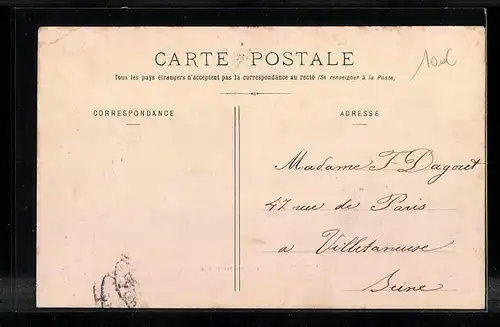 CARTE POSTALE
Tous les pays étrangers n'acceptent pas la correspondance au recto (Se renseigner à la Poste)
CORRESPONDANCE
ADRESSE
Madame F Dagout
47 rue de Paris
a Villetaneuse
Seine